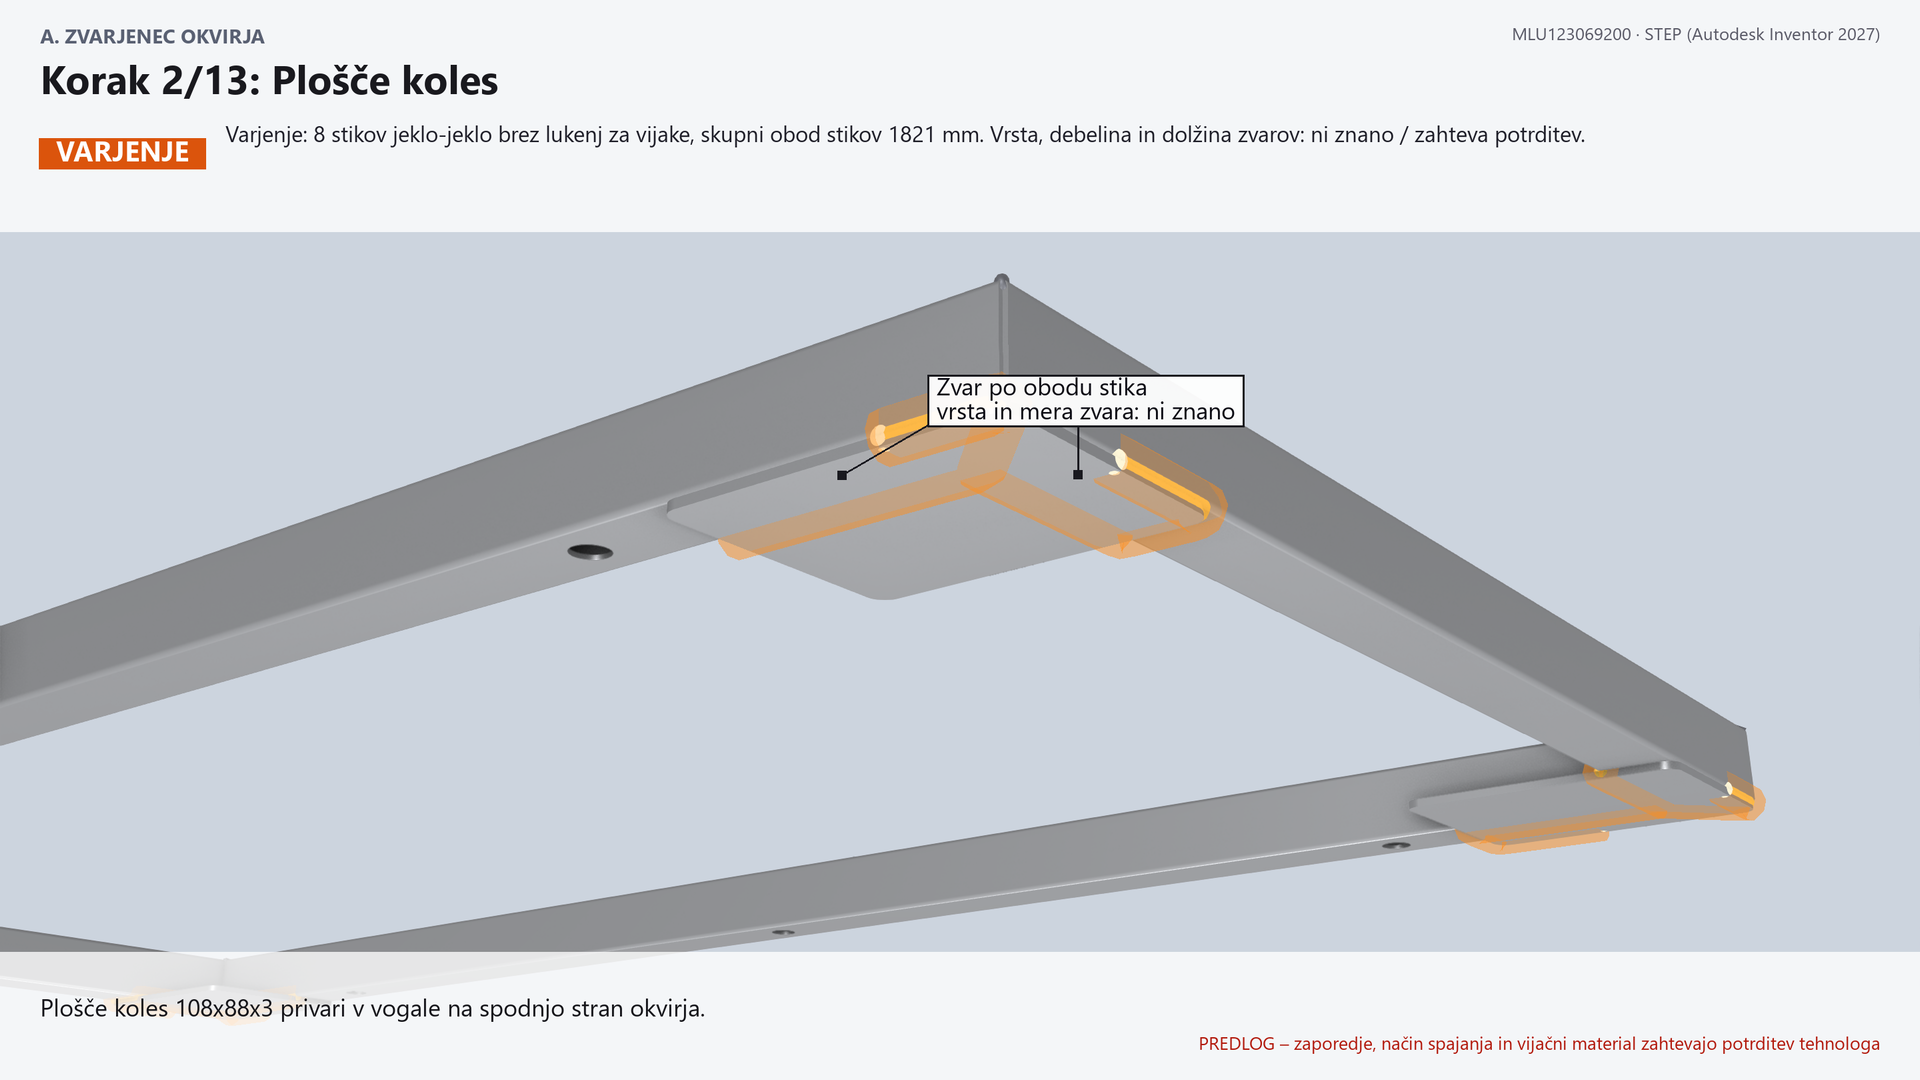 A. ZVARJENEC OKVIRJA
MLU123069200 · STEP (Autodesk Inventor 2027)
Korak 2/13: Plošče koles
VARJENJE
Varjenje: 8 stikov jeklo-jeklo brez lukenj za vijake, skupni obod stikov 1821 mm. Vrsta, debelina in dolžina zvarov: ni znano / zahteva potrditev.
Zvar po obodu stika
vrsta in mera zvara: ni znano
Plošče koles 108x88x3 privari v vogale na spodnjo stran okvirja.
PREDLOG – zaporedje, način spajanja in vijačni material zahtevajo potrditev tehnologa